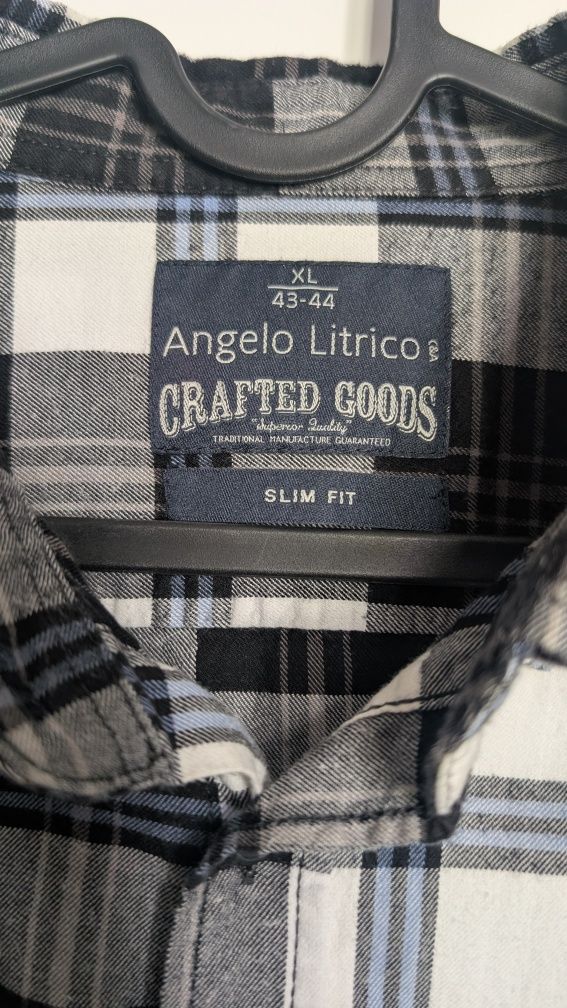 XL
43-44
Angelo Litrico C&A
CRAFTED GOODS
"Superior Quality"
TRADITIONAL MANUFACTURE GUARANTEED
SLIM FIT